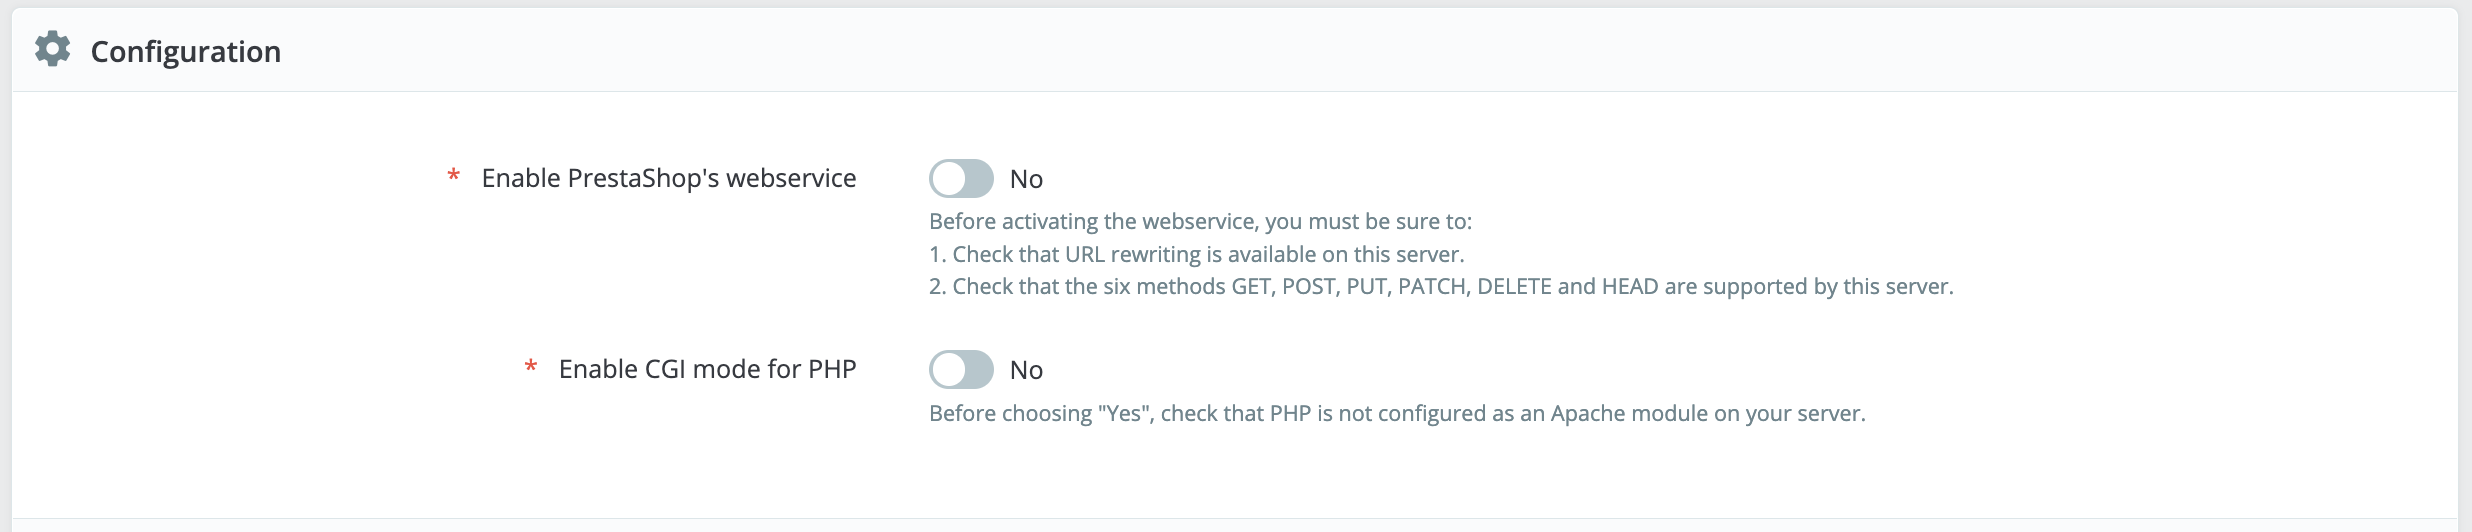 Configuration
* Enable PrestaShop's webservice
No
Before activating the webservice, you must be sure to:
1. Check that URL rewriting is available on this server.
2. Check that the six methods GET, POST, PUT, PATCH, DELETE and HEAD are supported by this server.
* Enable CGI mode for PHP
No
Before choosing "Yes", check that PHP is not configured as an Apache module on your server.